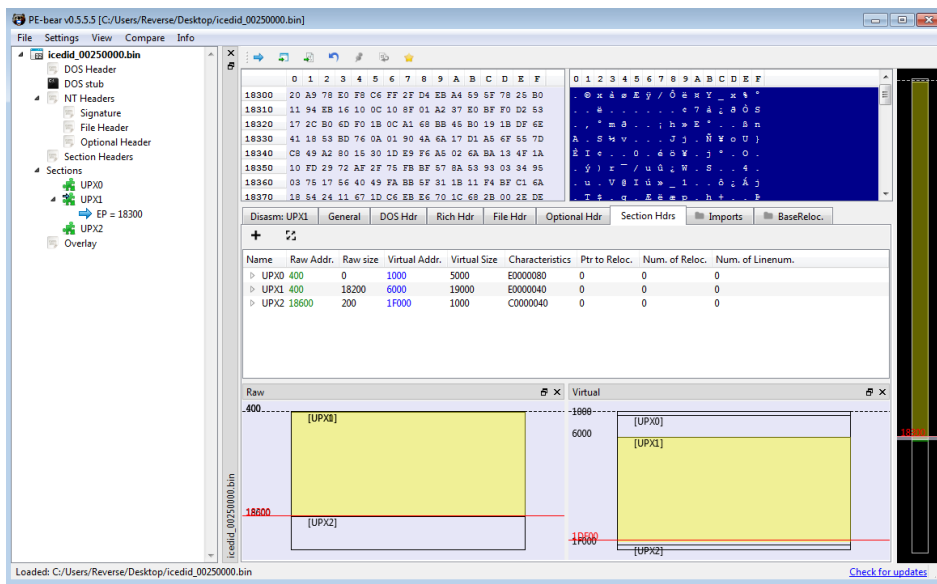 PE-bear v0.5.5.5 [C:/Users/Reverse/Desktop/icedid_00250000.bin]
File Settings View Compare Info
icedid_00250000.bin
DOS Header
DOS stub
NT Headers
Signature
File Header
Optional Header
Section Headers
Sections
UPX0
UPX1
EP = 18300
UPX2
Overlay
0 1 2 3 4 5 6 7 8 9 A B C D E F
0 1 2 3 4 5 6 7 8 9 A B C D E F
18300 20 A9 78 E0 F8 C6 FF 2F D4 EB A4 59 5F 78 25 B0
18310 11 94 EB 16 10 0C 10 8F 01 A2 37 E0 BF F0 D2 53
18320 17 2C B0 6D F0 1B 0C A1 68 BB 45 B0 19 1B DF 6E
18330 41 18 53 BD 76 0A 01 90 4A 6A 17 D1 A5 6F 55 7D
18340 C8 49 A2 80 15 30 1D E9 F6 A5 02 6A BA 13 4F 1A
18350 10 FD 29 72 AF 2F 75 FB BF 57 8A 53 93 03 34 95
18360 03 75 17 56 40 49 FA BB 5F 31 1B 11 F4 BF C1 6A
18370 18 54 24 11 67 1D C6 EB E6 70 1C 68 2B 00 2E DE
Disasm: UPX1 General DOS Hdr Rich Hdr File Hdr Optional Hdr Section Hdrs Imports BaseReloc.
Name Raw Addr. Raw size Virtual Addr. Virtual Size Characteristics Ptr to Reloc. Num. of Reloc. Num. of Linenum.
UPX0 400 0 1000 5000 E0000080 0 0 0
UPX1 400 18200 6000 19000 E0000040 0 0 0
UPX2 18600 200 1F000 1000 C0000040 0 0 0
Raw
400
[UPX1]
18600
[UPX2]
Virtual
1000
[UPX0]
6000
[UPX1]
1F000
[UPX2]
icedid_00250000.bin
Loaded: C:/Users/Reverse/Desktop/icedid_00250000.bin
Check for updates